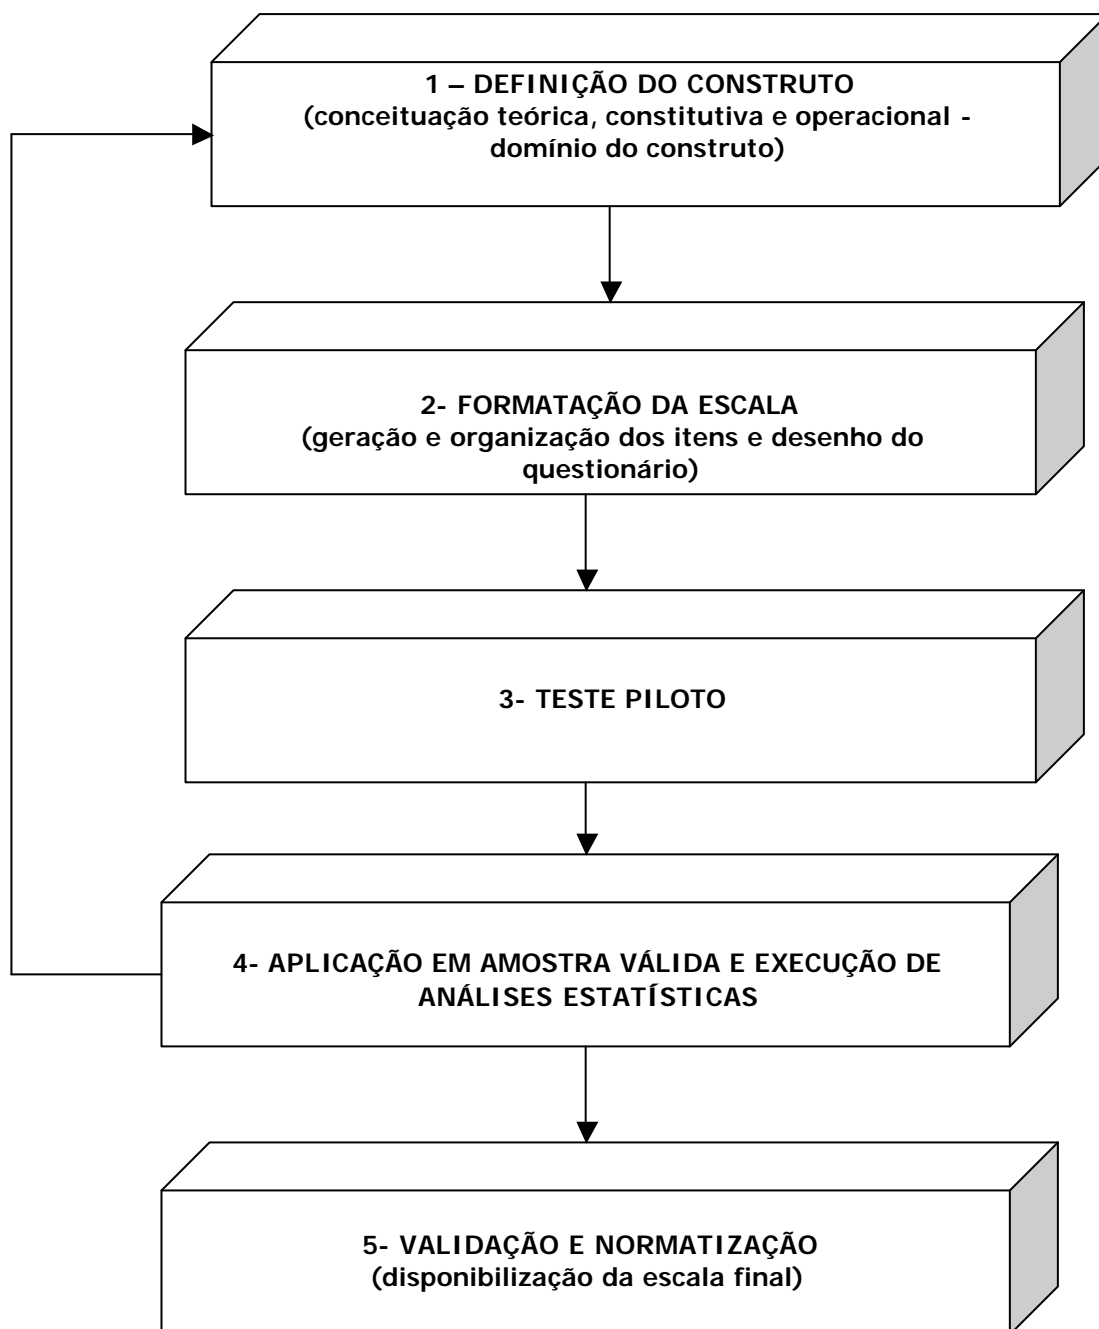 1 – DEFINIÇÃO DO CONSTRUTO
(conceituação teórica, constitutiva e operacional -
domínio do construto)
2- FORMATAÇÃO DA ESCALA
(geração e organização dos itens e desenho do
questionário)
3- TESTE PILOTO
4- APLICAÇÃO EM AMOSTRA VÁLIDA E EXECUÇÃO DE
ANÁLISES ESTATÍSTICAS
5- VALIDAÇÃO E NORMATIZAÇÃO
(disponibilização da escala final)